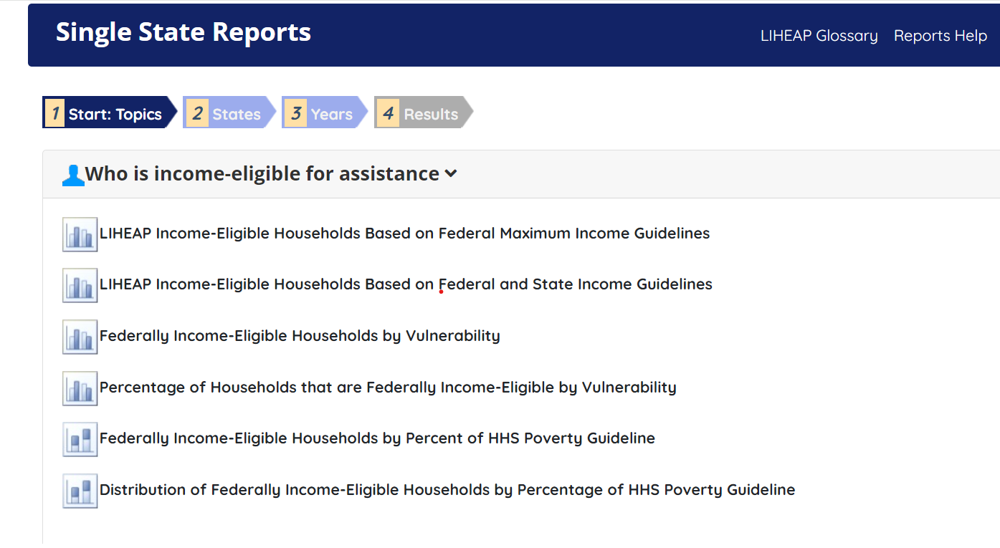 Single State Reports
LIHEAP Glossary Reports Help
1 Start: Topics 2 States 3 Years 4 Results
Who is income-eligible for assistance
LIHEAP Income-Eligible Households Based on Federal Maximum Income Guidelines
LIHEAP Income-Eligible Households Based on Federal and State Income Guidelines
Federally Income-Eligible Households by Vulnerability
Percentage of Households that are Federally Income-Eligible by Vulnerability
Federally Income-Eligible Households by Percent of HHS Poverty Guideline
Distribution of Federally Income-Eligible Households by Percentage of HHS Poverty Guideline